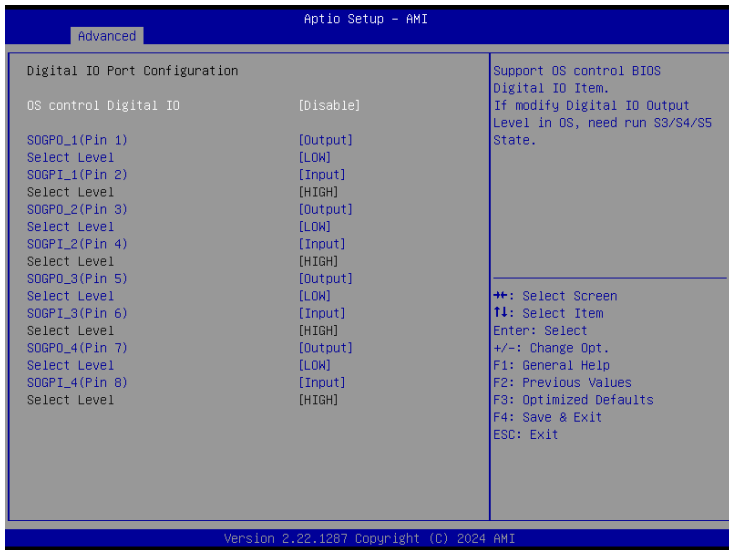 Aptio Setup – AMI
Advanced
Digital IO Port Configuration
OS control Digital IO [Disable]
SOGPO_1(Pin 1) [Output]
Select Level [LOW]
SOGPI_1(Pin 2) [Input]
Select Level [HIGH]
SOGPO_2(Pin 3) [Output]
Select Level [LOW]
SOGPI_2(Pin 4) [Input]
Select Level [HIGH]
SOGPO_3(Pin 5) [Output]
Select Level [LOW]
SOGPI_3(Pin 6) [Input]
Select Level [HIGH]
SOGPO_4(Pin 7) [Output]
Select Level [LOW]
SOGPI_4(Pin 8) [Input]
Select Level [HIGH]
Support OS control BIOS
Digital IO Item.
If modify Digital IO Output
Level in OS, need run S3/S4/S5
State.
→←: Select Screen
↑↓: Select Item
Enter: Select
+/-: Change Opt.
F1: General Help
F2: Previous Values
F3: Optimized Defaults
F4: Save & Exit
ESC: Exit
Version 2.22.1287 Copyright (C) 2024 AMI